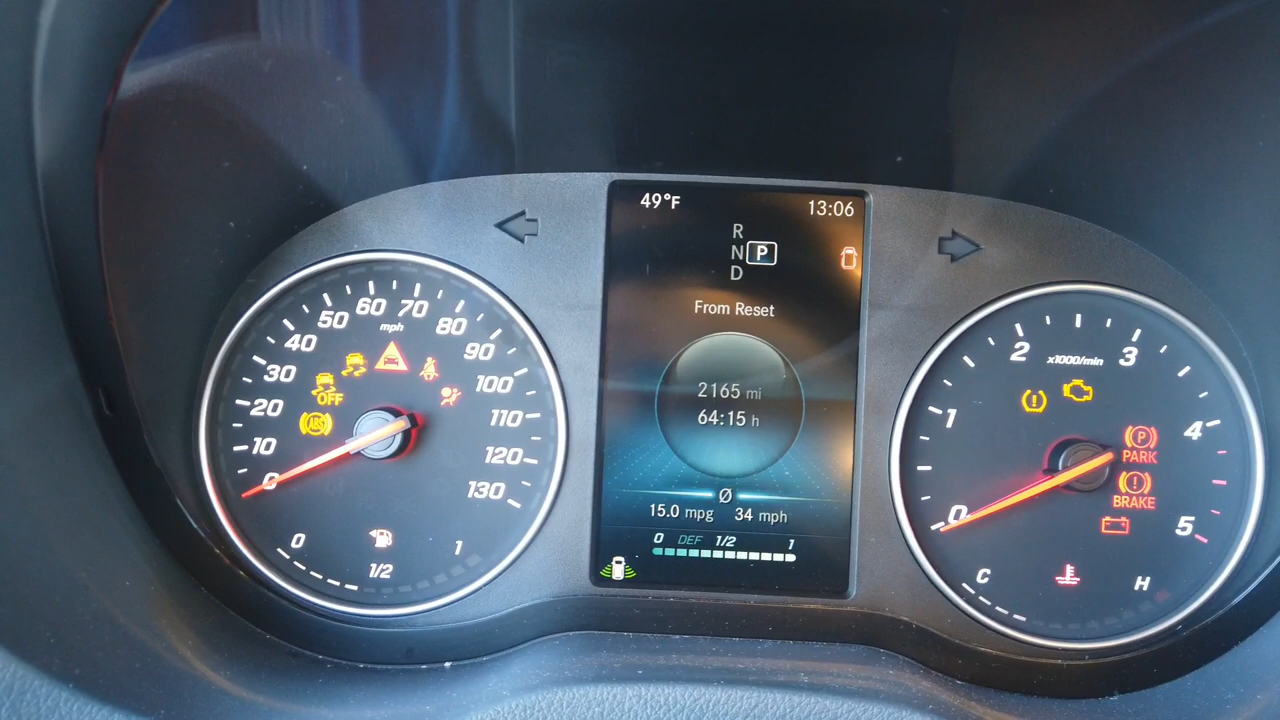 49°F 13:06
R
N P
D
From Reset
2165 mi
64:15 h
Ø
15.0 mpg 34 mph
0 DEF 1/2 1
0 10 20 30 40 50 60 70 80 90 100 110 120 130
mph
OFF
ABS
0 1/2 1
0 1 2 3 4 5
x1000/min
P
PARK
BRAKE
C H